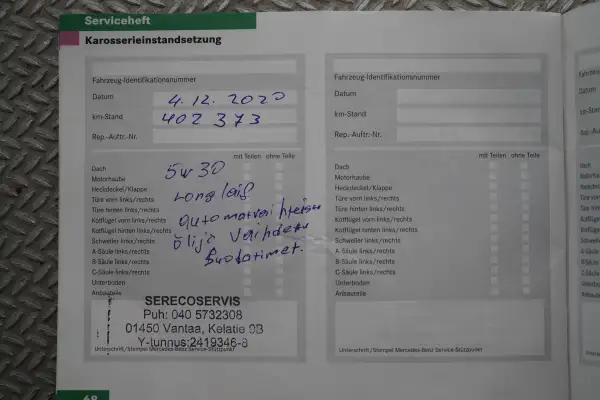 Serviceheft
Karosserieinstandsetzung
Fahrzeug-Identifikationsnummer
Datum 4.12.2020
km-Stand 402 373
Rep.-Auftr.-Nr.
mit Teilen ohne Teile
Dach
Motorhaube
Heckdeckel/Klappe
Türe vorn links/rechts
Türe hinten links/rechts
Kotflügel vorn links/rechts
Kotflügel hinten links/rechts
Schweller links/rechts
A-Säule links/rechts
B-Säule links/rechts
C-Säule links/rechts
Unterboden
Anbauteile
5w30
Long
öljy
SERECOSERVIS
Puh: 040 5732308
01450 Vantaa, Kelatie 9B
Y-tunnus:2419346-8
Unterschrift/Stempel Mercedes-Benz Service-Stützpunkt
68
Fahrzeug-Identifikationsnummer
Datum
km-Stand
Rep.-Auftr.-Nr.
mit Teilen ohne Teile
Dach
Motorhaube
Heckdeckel/Klappe
Türe vorn links/rechts
Türe hinten links/rechts
Kotflügel vorn links/rechts
Kotflügel hinten links/rechts
Schweller links/rechts
A-Säule links/rechts
B-Säule links/rechts
C-Säule links/rechts
Unterboden
Anbauteile
Unterschrift/Stempel Mercedes-Benz Service-Stützpunkt